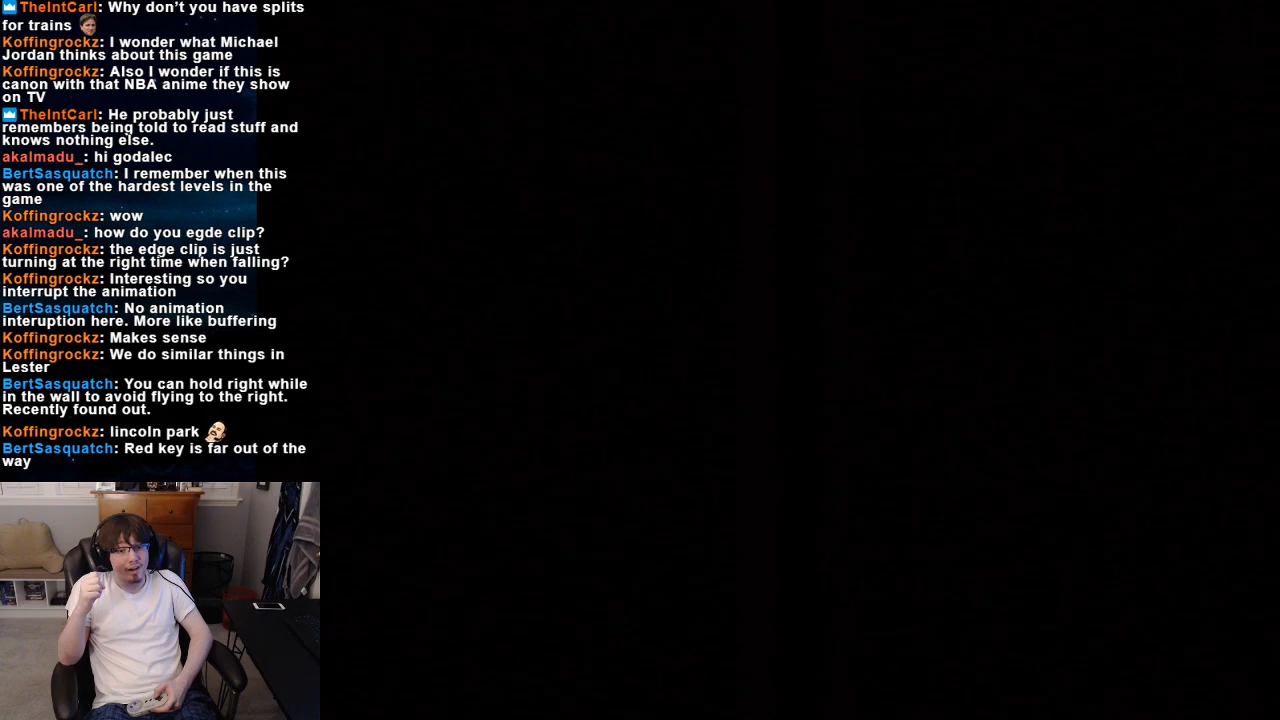 TheIntCarl: Why don't you have splits
for trains
Koffingrockz: I wonder what Michael
Jordan thinks about this game
Koffingrockz: Also I wonder if this is
canon with that NBA anime they show
on TV
TheIntCarl: He probably just
remembers being told to read stuff and
knows nothing else.
akalmadu_: hi godalec
BertSasquatch: I remember when this
was one of the hardest levels in the
game
Koffingrockz: wow
akalmadu_: how do you egde clip?
Koffingrockz: the edge clip is just
turning at the right time when falling?
Koffingrockz: Interesting so you
interrupt the animation
BertSasquatch: No animation
interuption here. More like buffering
Koffingrockz: Makes sense
Koffingrockz: We do similar things in
Lester
BertSasquatch: You can hold right while
in the wall to avoid flying to the right.
Recently found out.
Koffingrockz: lincoln park
BertSasquatch: Red key is far out of the
way